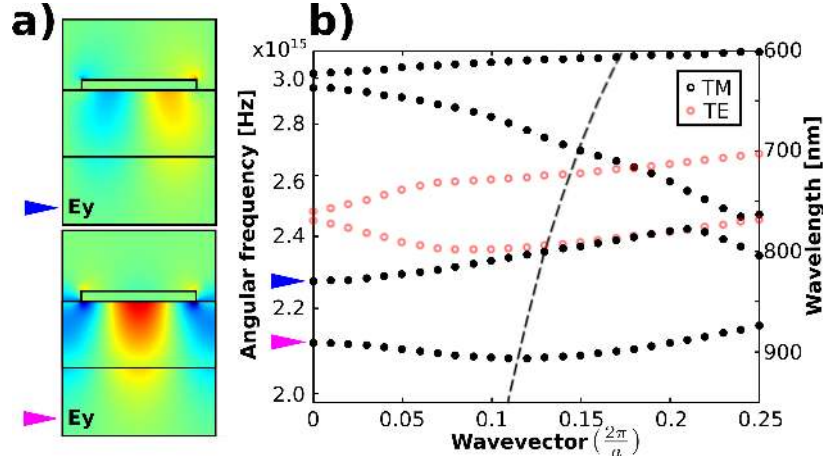 a)
Ey
Ey
b)
x10¹⁵
Angular frequency [Hz]
3.0
2.8
2.6
2.4
2.2
2.0
0
0.05
0.1
0.15
0.2
0.25
Wavevector (2π/a)
TM
TE
600
700
800
900
Wavelength [nm]